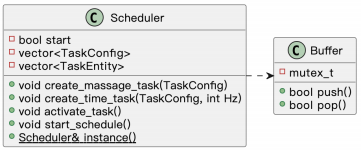 C Scheduler
bool start
vector<TaskConfig>
vector<TaskEntity>
void create_massage_task(TaskConfig)
void create_time_task(TaskConfig, int Hz)
void activate_task()
void start_schedule()
Scheduler& instance()
C Buffer
mutex_t
bool push()
bool pop()